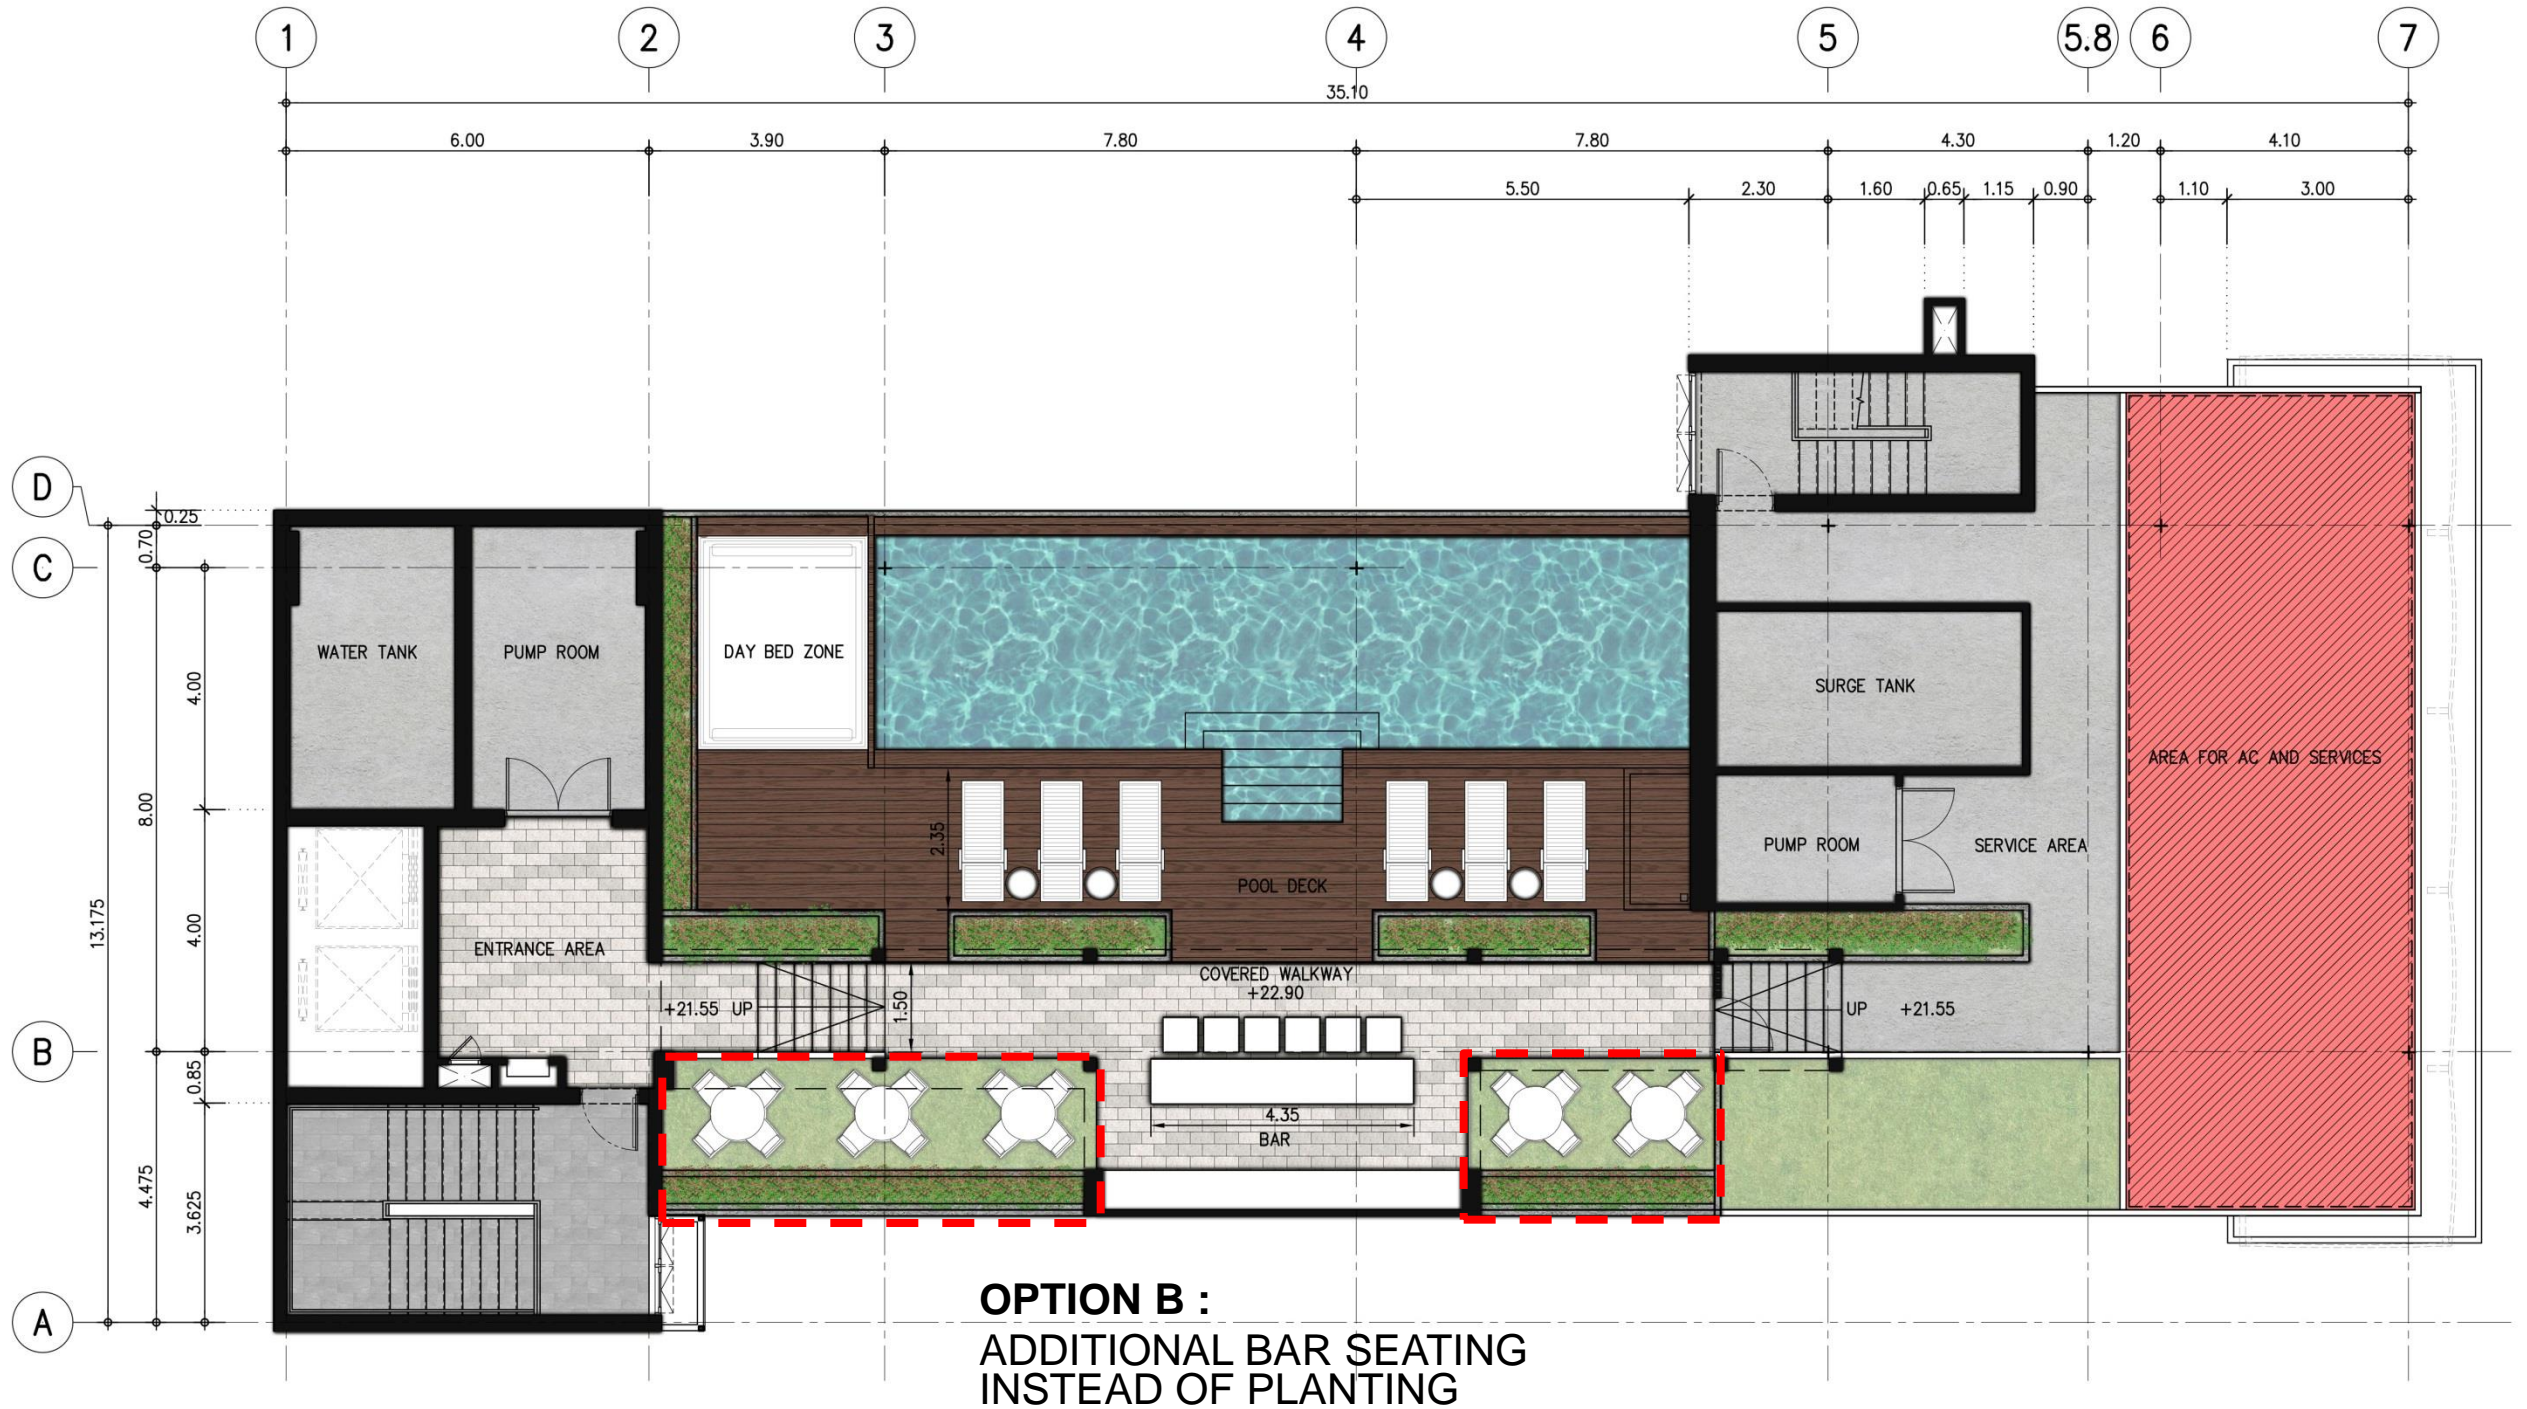 1 2 3 4 5 5.8 6 7
35.10
6.00 3.90 7.80 7.80 4.30 1.20 4.10
5.50 2.30 1.60 0.65 1.15 0.90 1.10 3.00
D
0.25
0.70
C
WATER TANK
PUMP ROOM
DAY BED ZONE
4.00
SURGE TANK
AREA FOR AC AND SERVICES
8.00
2.35
PUMP ROOM
SERVICE AREA
POOL DECK
13.175
4.00
ENTRANCE AREA
COVERED WALKWAY
+22.90
+21.55 UP
1.50
UP +21.55
B
0.85
4.35
BAR
4.475
3.625
A
OPTION B :
ADDITIONAL BAR SEATING
INSTEAD OF PLANTING